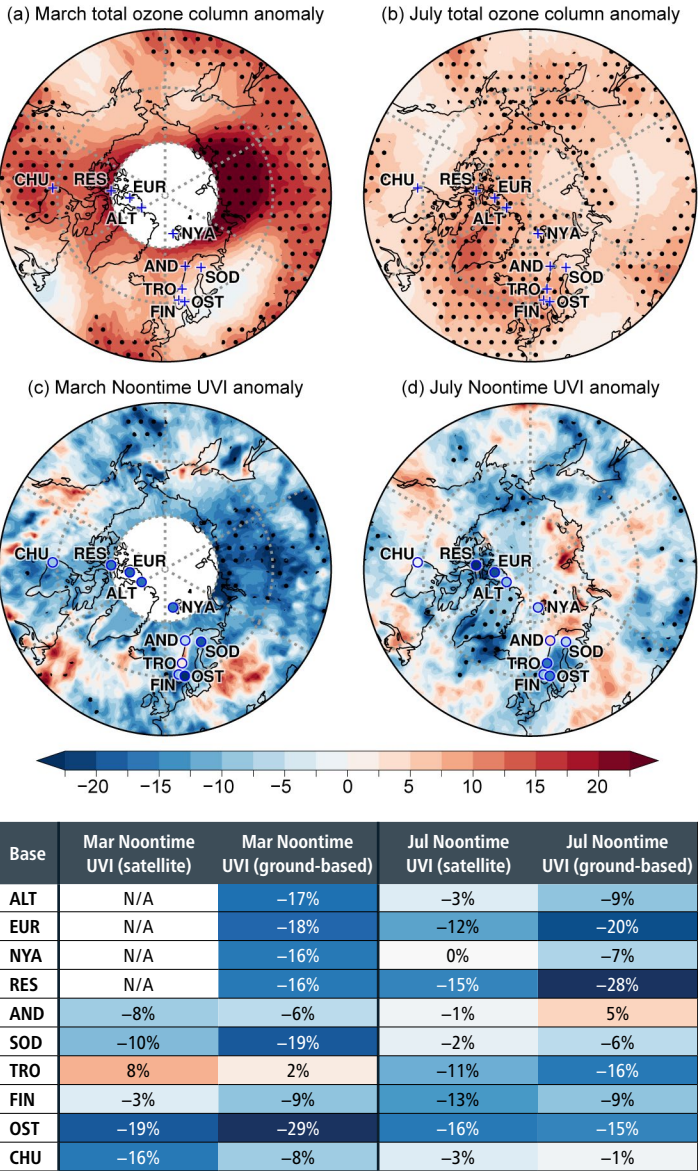 (a) March total ozone column anomaly
(b) July total ozone column anomaly
CHU
RES
EUR
ALT
NYA
AND
SOD
TRO
FIN
OST
CHU
RES
EUR
ALT
NYA
AND
SOD
TRO
FIN
OST
(c) March Noontime UVI anomaly
(d) July Noontime UVI anomaly
CHU
RES
EUR
ALT
NYA
AND
SOD
TRO
FIN
OST
CHU
RES
EUR
ALT
NYA
AND
SOD
TRO
FIN
OST
−20 −15 −10 −5 0 5 10 15 20
Base Mar Noontime UVI (satellite) Mar Noontime UVI (ground-based) Jul Noontime UVI (satellite) Jul Noontime UVI (ground-based)
ALT N/A −17% −3% −9%
EUR N/A −18% −12% −20%
NYA N/A −16% 0% −7%
RES N/A −16% −15% −28%
AND −8% −6% −1% 5%
SOD −10% −19% −2% −6%
TRO 8% 2% −11% −16%
FIN −3% −9% −13% −9%
OST −19% −29% −16% −15%
CHU −16% −8% −3% −1%